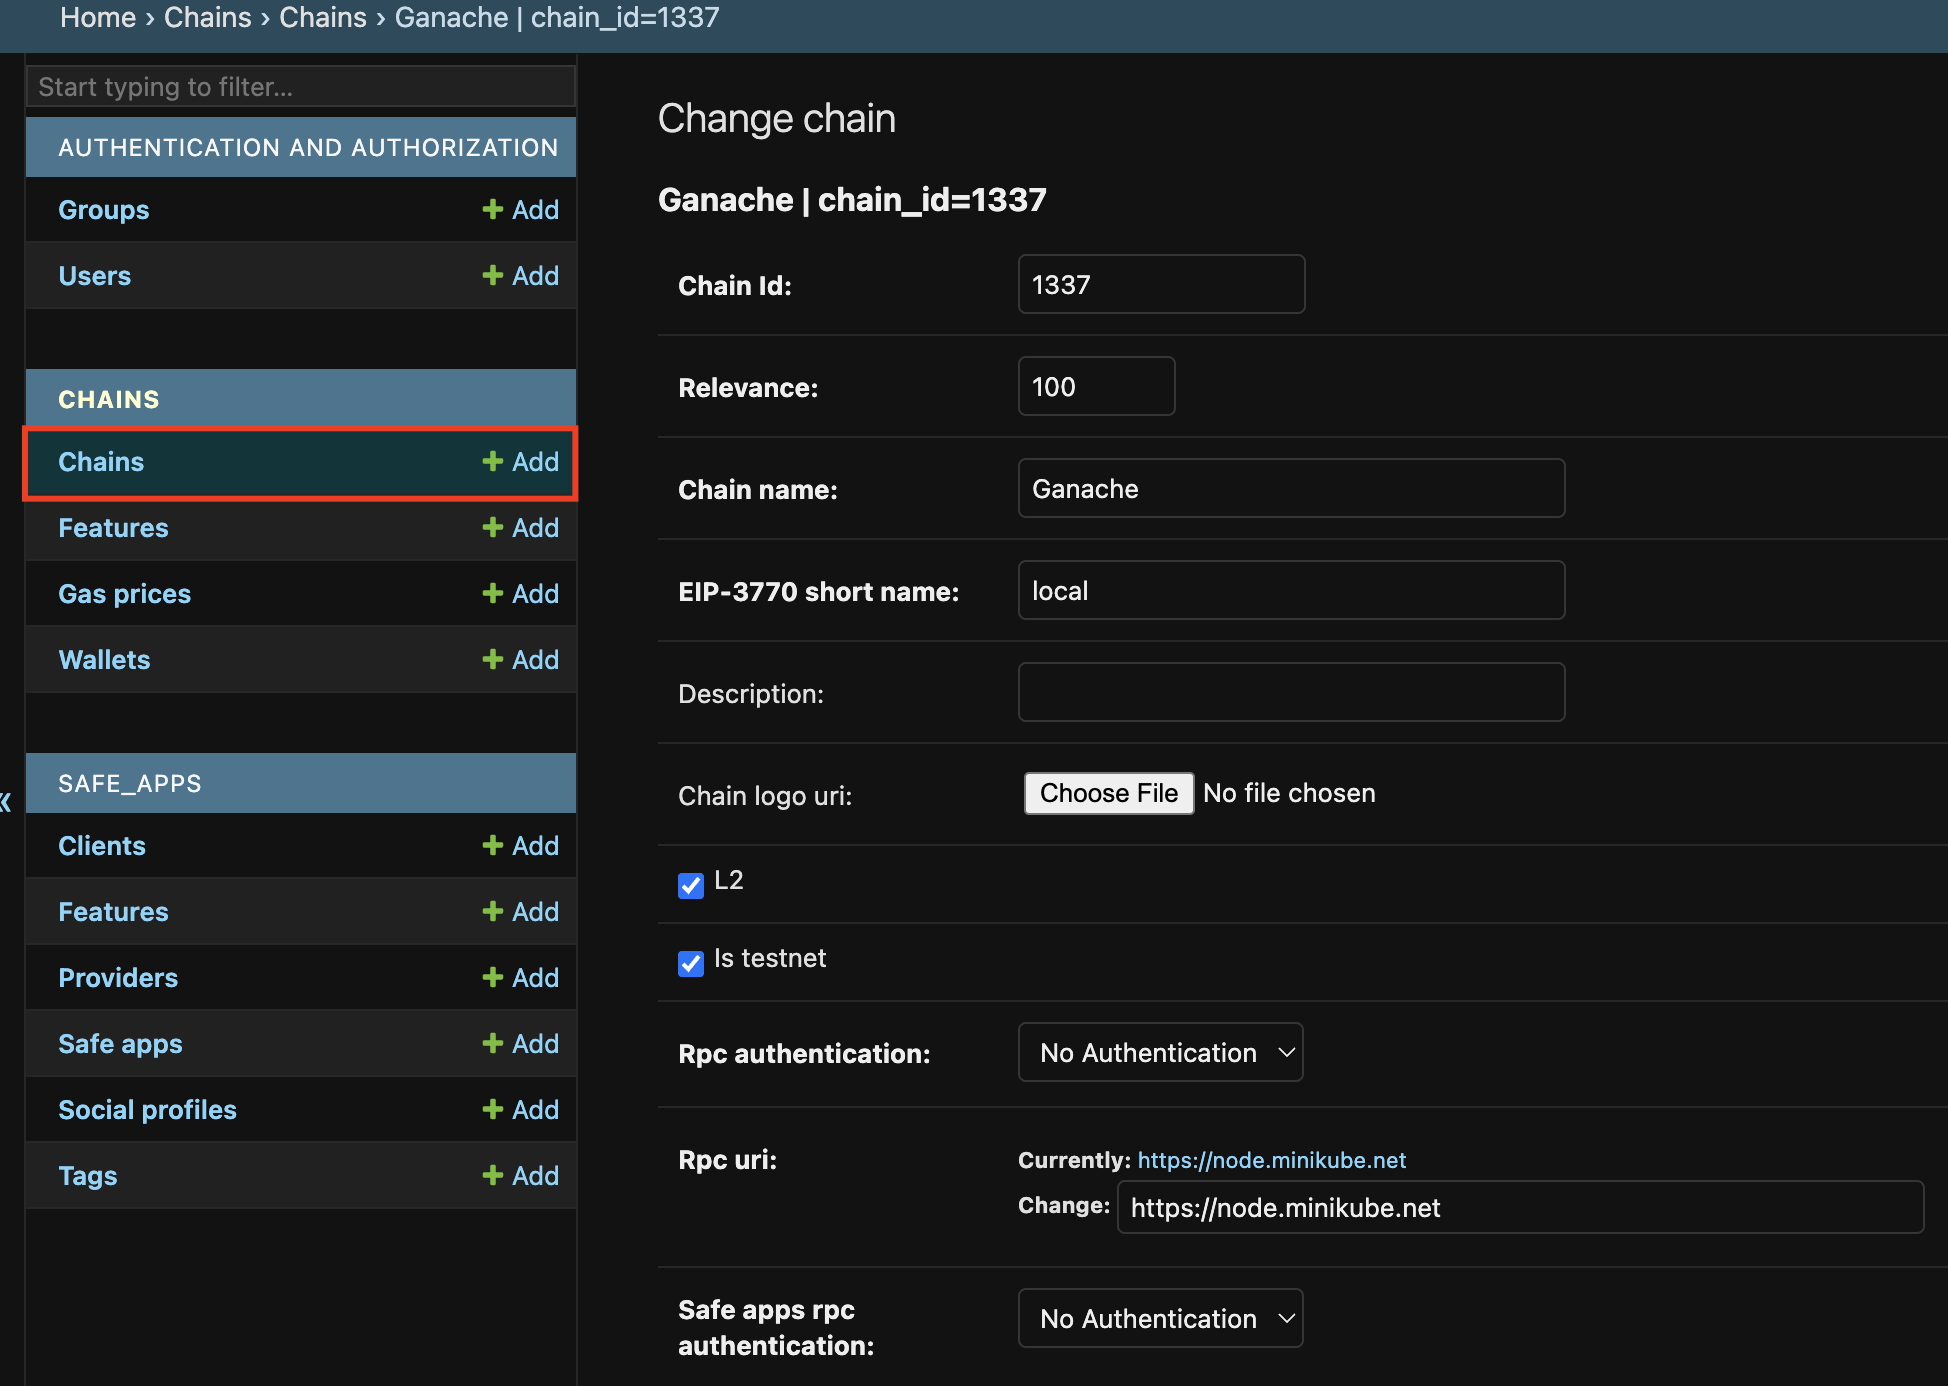 Home › Chains › Chains › Ganache | chain_id=1337
Start typing to filter...
AUTHENTICATION AND AUTHORIZATION
Groups + Add
Users + Add
CHAINS
Chains + Add
Features + Add
Gas prices + Add
Wallets + Add
SAFE_APPS
«
Clients + Add
Features + Add
Providers + Add
Safe apps + Add
Social profiles + Add
Tags + Add
Change chain
Ganache | chain_id=1337
Chain Id: 1337
Relevance: 100
Chain name: Ganache
EIP-3770 short name: local
Description:
Chain logo uri: Choose File No file chosen
L2
Is testnet
Rpc authentication: No Authentication
Rpc uri: Currently: https://node.minikube.net
Change: https://node.minikube.net
Safe apps rpc
authentication: No Authentication